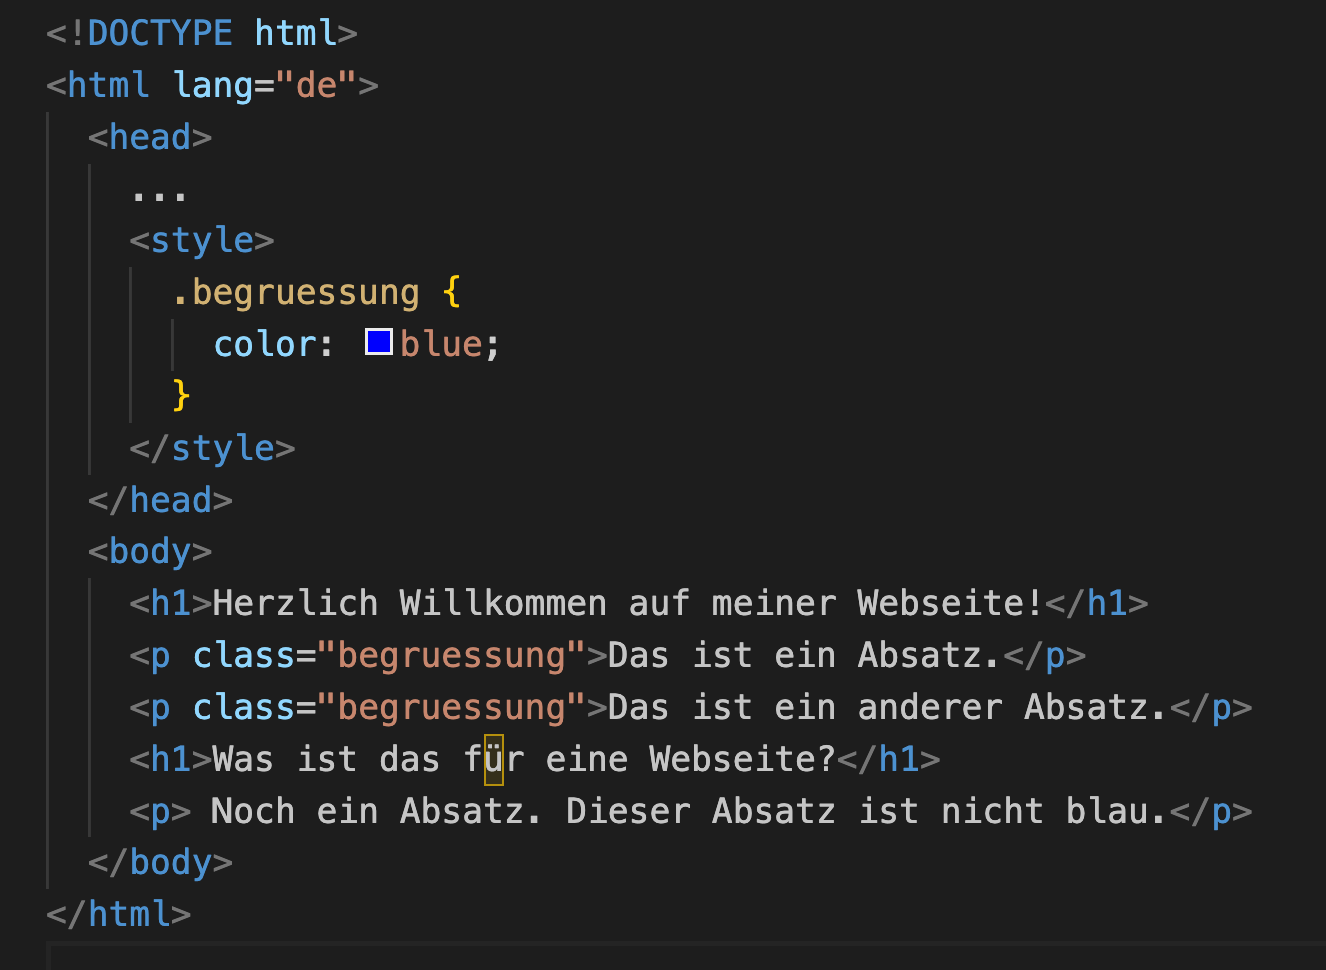 <!DOCTYPE html>
<html lang="de">
  <head>
    ...
    <style>
      .begruessung {
        color: blue;
      }
    </style>
  </head>
  <body>
    <h1>Herzlich Willkommen auf meiner Webseite!</h1>
    <p class="begruessung">Das ist ein Absatz.</p>
    <p class="begruessung">Das ist ein anderer Absatz.</p>
    <h1>Was ist das für eine Webseite?</h1>
    <p> Noch ein Absatz. Dieser Absatz ist nicht blau.</p>
  </body>
</html>